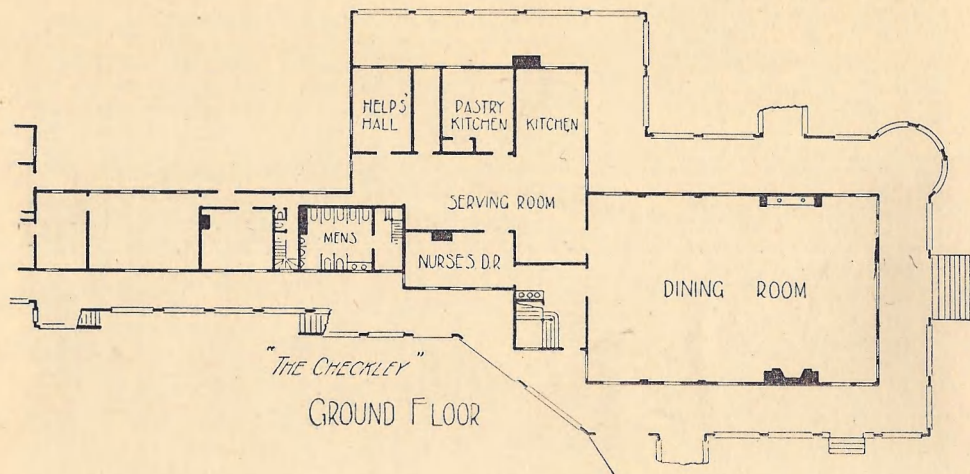 HELPS'
HALL
PASTRY
KITCHEN
KITCHEN
SERVING ROOM
MENS
NURSES D.R.
DINING ROOM
"THE CHECKLEY"
GROUND FLOOR